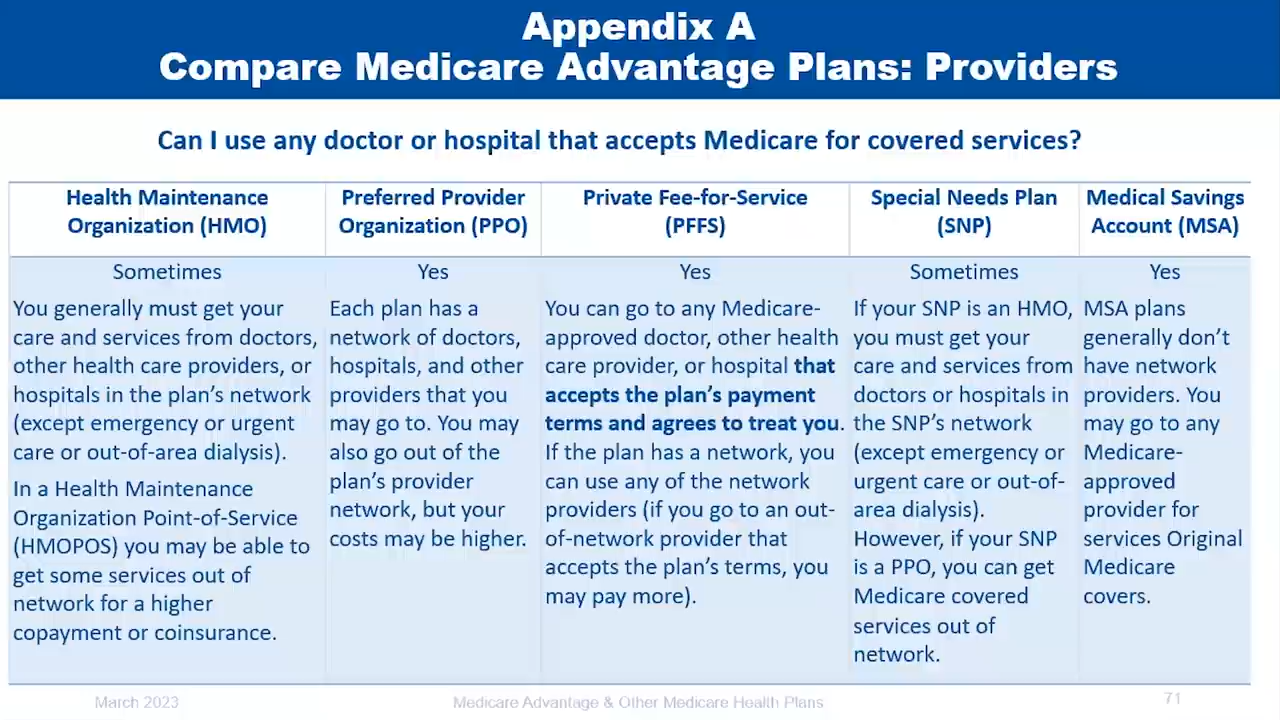 Appendix A
Compare Medicare Advantage Plans: Providers
Can I use any doctor or hospital that accepts Medicare for covered services?
Health Maintenance
Organization (HMO)
Preferred Provider
Organization (PPO)
Private Fee-for-Service
(PFFS)
Special Needs Plan
(SNP)
Medical Savings
Account (MSA)
Sometimes
You generally must get your
care and services from doctors,
other health care providers, or
hospitals in the plan's network
(except emergency or urgent
care or out-of-area dialysis).
In a Health Maintenance
Organization Point-of-Service
(HMOPOS) you may be able to
get some services out of
network for a higher
copayment or coinsurance.
Yes
Each plan has a
network of doctors,
hospitals, and other
providers that you
may go to. You may
also go out of the
plan's provider
network, but your
costs may be higher.
Yes
You can go to any Medicare-
approved doctor, other health
care provider, or hospital that
accepts the plan's payment
terms and agrees to treat you.
If the plan has a network, you
can use any of the network
providers (if you go to an out-
of-network provider that
accepts the plan's terms, you
may pay more).
Sometimes
If your SNP is an HMO,
you must get your
care and services from
doctors or hospitals in
the SNP's network
(except emergency or
urgent care or out-of-
area dialysis).
However, if your SNP
is a PPO, you can get
Medicare covered
services out of
network.
Yes
MSA plans
generally don't
have network
providers. You
may go to any
Medicare-
approved
provider for
services Original
Medicare
covers.
March 2023
Medicare Advantage & Other Medicare Health Plans
71